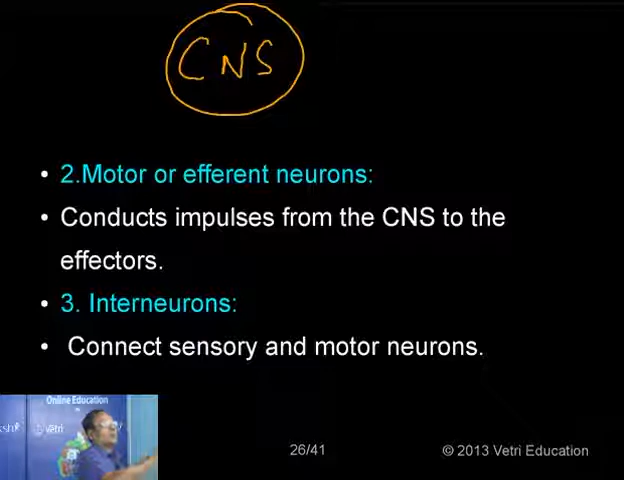 CNS
• 2.Motor or efferent neurons:
• Conducts impulses from the CNS to the
effectors.
• 3. Interneurons:
• Connect sensory and motor neurons.
Online Education
vetri
26/41
© 2013 Vetri Education